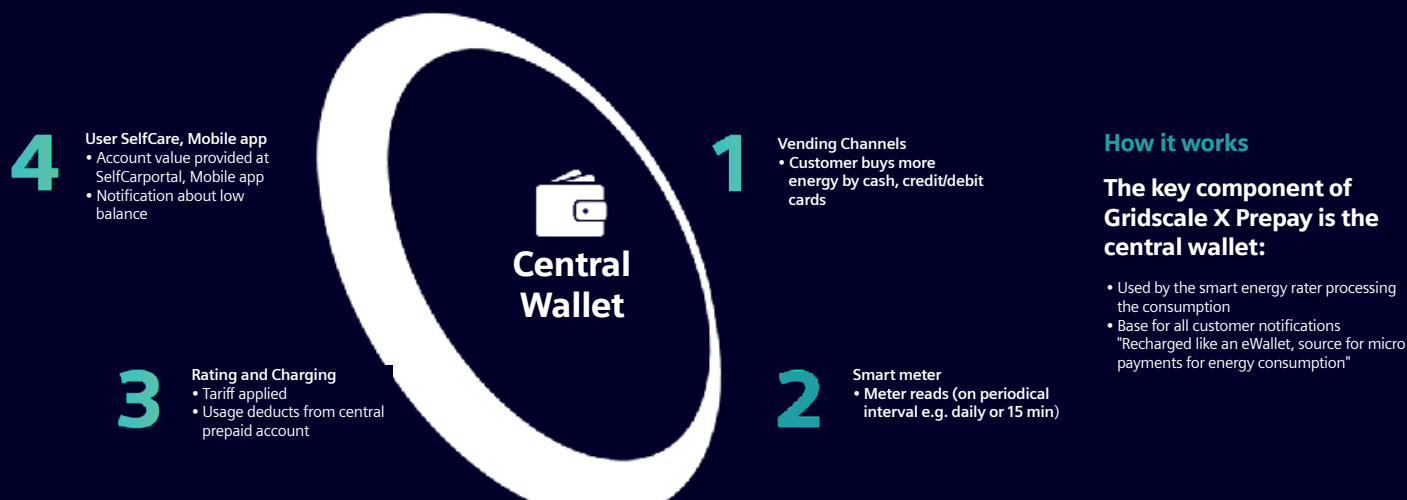 4
User SelfCare, Mobile app
• Account value provided at
SelfCarportal, Mobile app
• Notification about low
balance
1
Vending Channels
• Customer buys more
energy by cash, credit/debit
cards
Central
Wallet
3
Rating and Charging
• Tariff applied
• Usage deducts from central
prepaid account
2
Smart meter
• Meter reads (on periodical
interval e.g. daily or 15 min)
How it works
The key component of
Gridscale X Prepay is the
central wallet:
• Used by the smart energy rater processing
the consumption
• Base for all customer notifications
"Recharged like an eWallet, source for micro
payments for energy consumption"